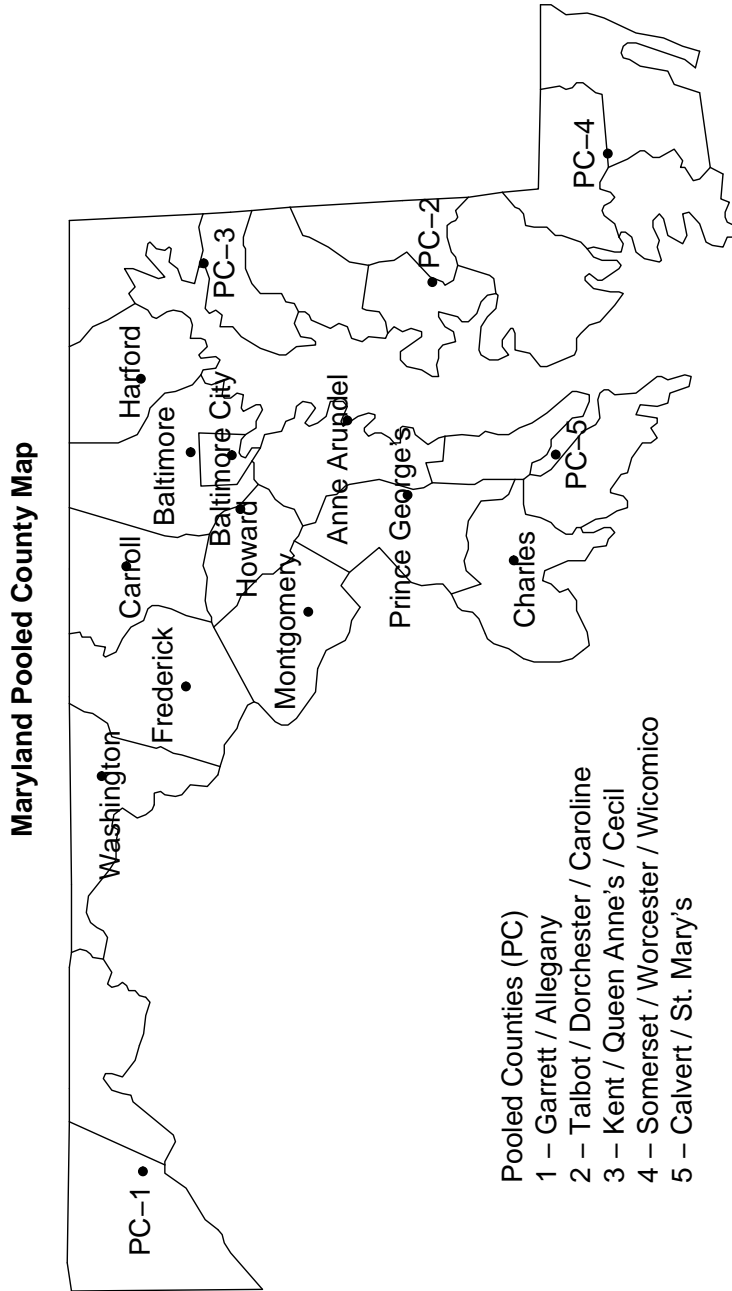 Maryland Pooled County Map
PC−1
Washington
Frederick
Carroll
Baltimore
Harford
PC−3
Baltimore City
Howard
Montgomery
Anne Arundel
Prince George's
PC−2
Charles
PC−5
PC−4
Pooled Counties (PC)
1 − Garrett / Allegany
2 − Talbot / Dorchester / Caroline
3 − Kent / Queen Anne's / Cecil
4 − Somerset / Worcester / Wicomico
5 − Calvert / St. Mary's